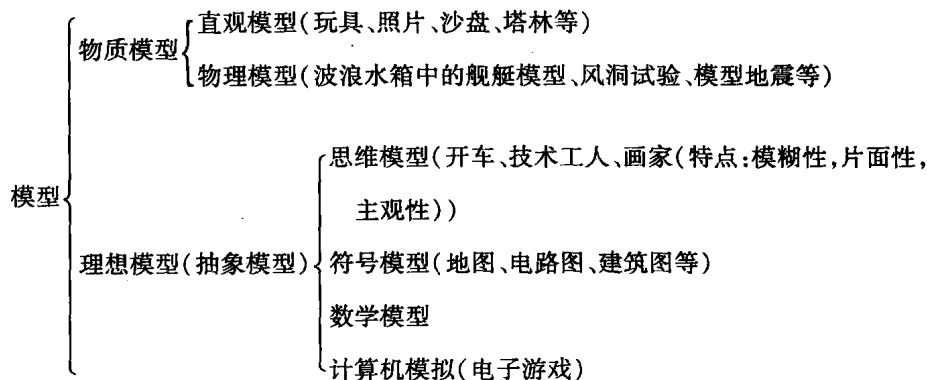 直观模型(玩具、照片、沙盘、塔林等)
物质模型
物理模型(波浪水箱中的舰艇模型、风洞试验、模型地震等)
思维模型(开车、技术工人、画家(特点:模糊性,片面性,
模型
主观性))
理想模型(抽象模型)
符号模型(地图、电路图、建筑图等)
数学模型
计算机模拟(电子游戏)